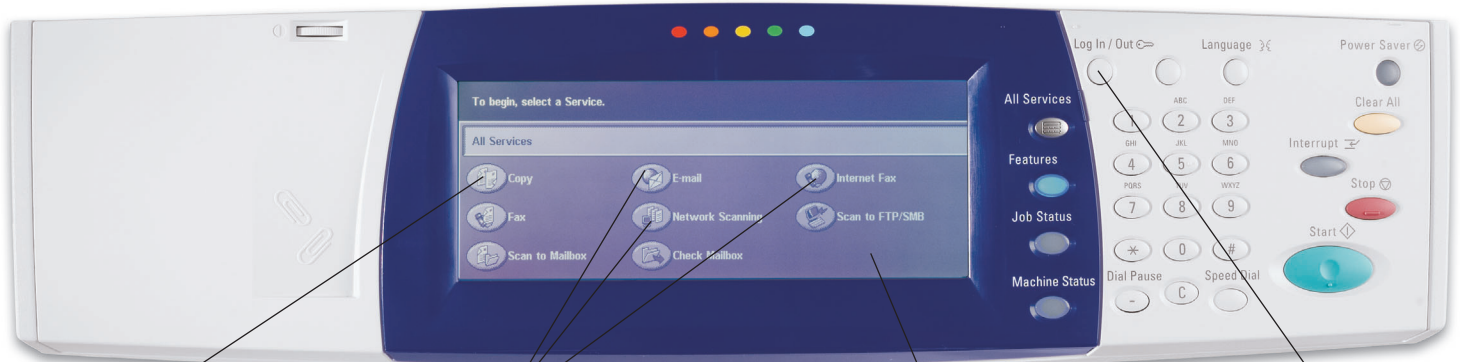 To begin, select a Service.
All Services
Copy
E-mail
Internet Fax
Fax
Network Scanning
Scan to FTP/SMB
Scan to Mailbox
Check Mailbox
All Services
Features
Job Status
Machine Status
Log In / Out
Language
Power Saver
Clear All
Interrupt
Stop
Start
ABC DEF
1 2 3
GHI JKL MNO
4 5 6
PQRS TUV WXYZ
7 8 9
* 0 #
Dial Pause Speed Dial
- C